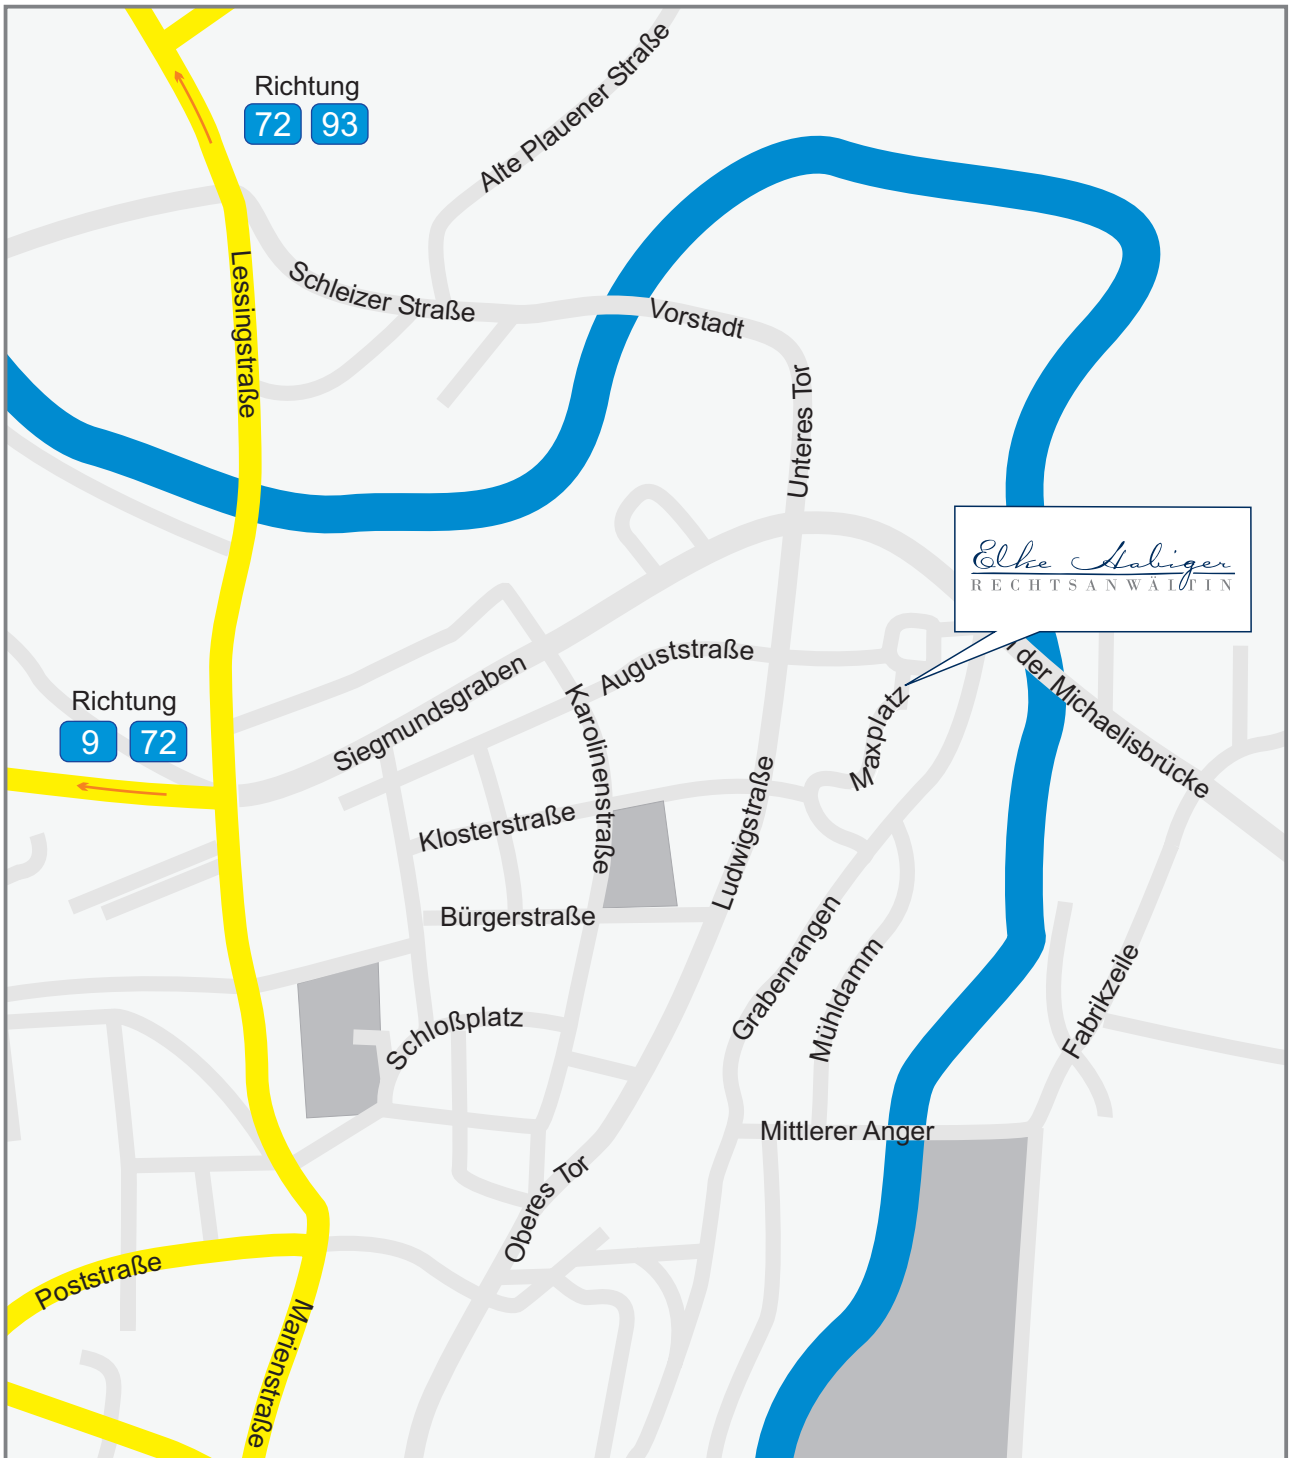 Alte Plauener Straße
Richtung
72 93
Lessingstraße
Schleizer Straße
Vorstadt
Unteres Tor
Elke Habiger
RECHTSANWÄLTIN
der Michaelisbrücke
Auguststraße
Siegmundsgraben
Karolinenstraße
Maxplatz
Richtung
9 72
Klosterstraße
Ludwigstraße
Bürgerstraße
Grabenrangen
Mühldamm
Fabrikzeile
Schloßplatz
Mittlerer Anger
Oberes Tor
Poststraße
Marienstraße